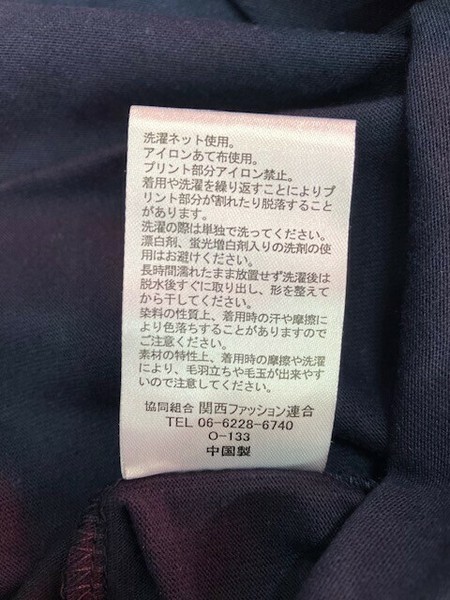 洗濯ネット使用。
アイロンあて布使用。
プリント部分アイロン禁止。
着用や洗濯を繰り返すことによりプ
リント部分が割れたり脱落すること
があります。
洗濯の際は単独で洗ってください。
漂白剤、蛍光増白剤入りの洗剤の使
用はお避けください。
長時間濡れたまま放置せず洗濯後は
脱水後すぐに取り出し、形を整えて
から干してください。
染料の性質上、着用時の汗や摩擦に
より色落ちすることがありますので
ご注意ください。
素材の特性上、着用時の摩擦や洗濯
により、毛羽立ちや毛玉が出来やす
いので注意してください。
協同組合 関西ファッション連合
TEL 06-6228-6740
O-133
中国製